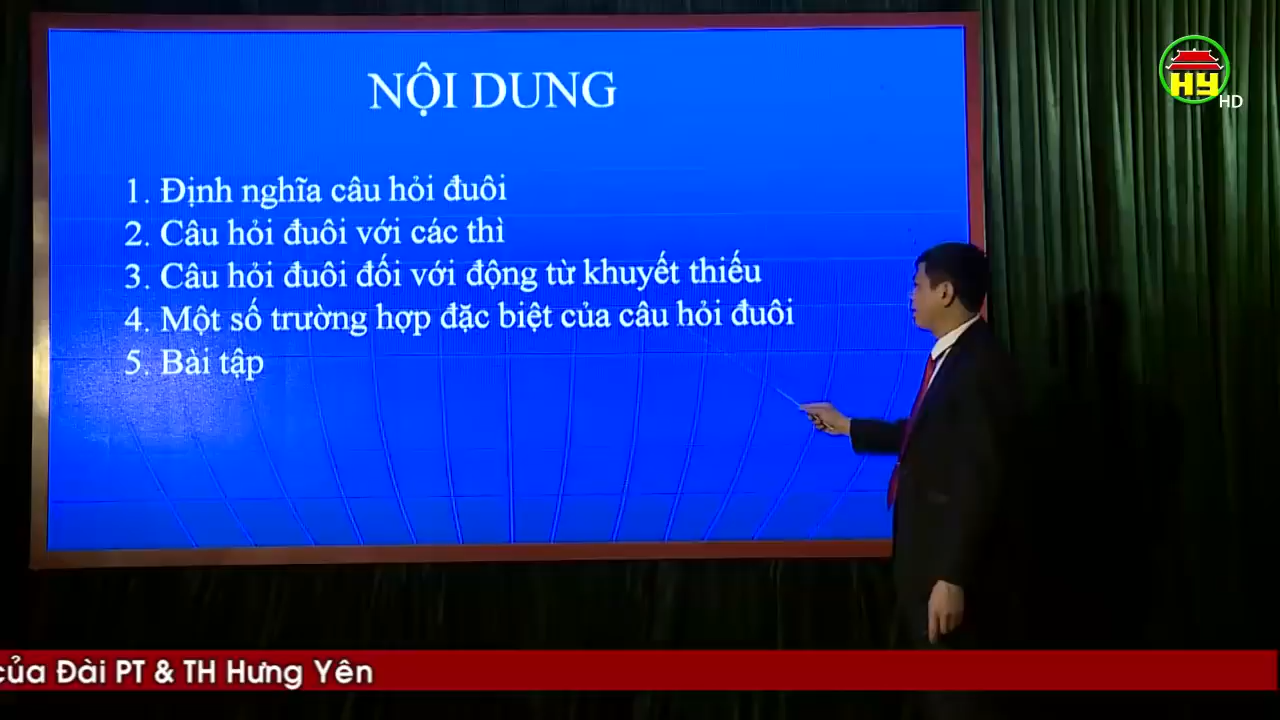 NỘI DUNG
1. Định nghĩa câu hỏi đuôi
2. Câu hỏi đuôi với các thì
3. Câu hỏi đuôi đối với động từ khuyết thiếu
4. Một số trường hợp đặc biệt của câu hỏi đuôi
5. Bài tập
HY
HD
của Đài PT & TH Hưng Yên